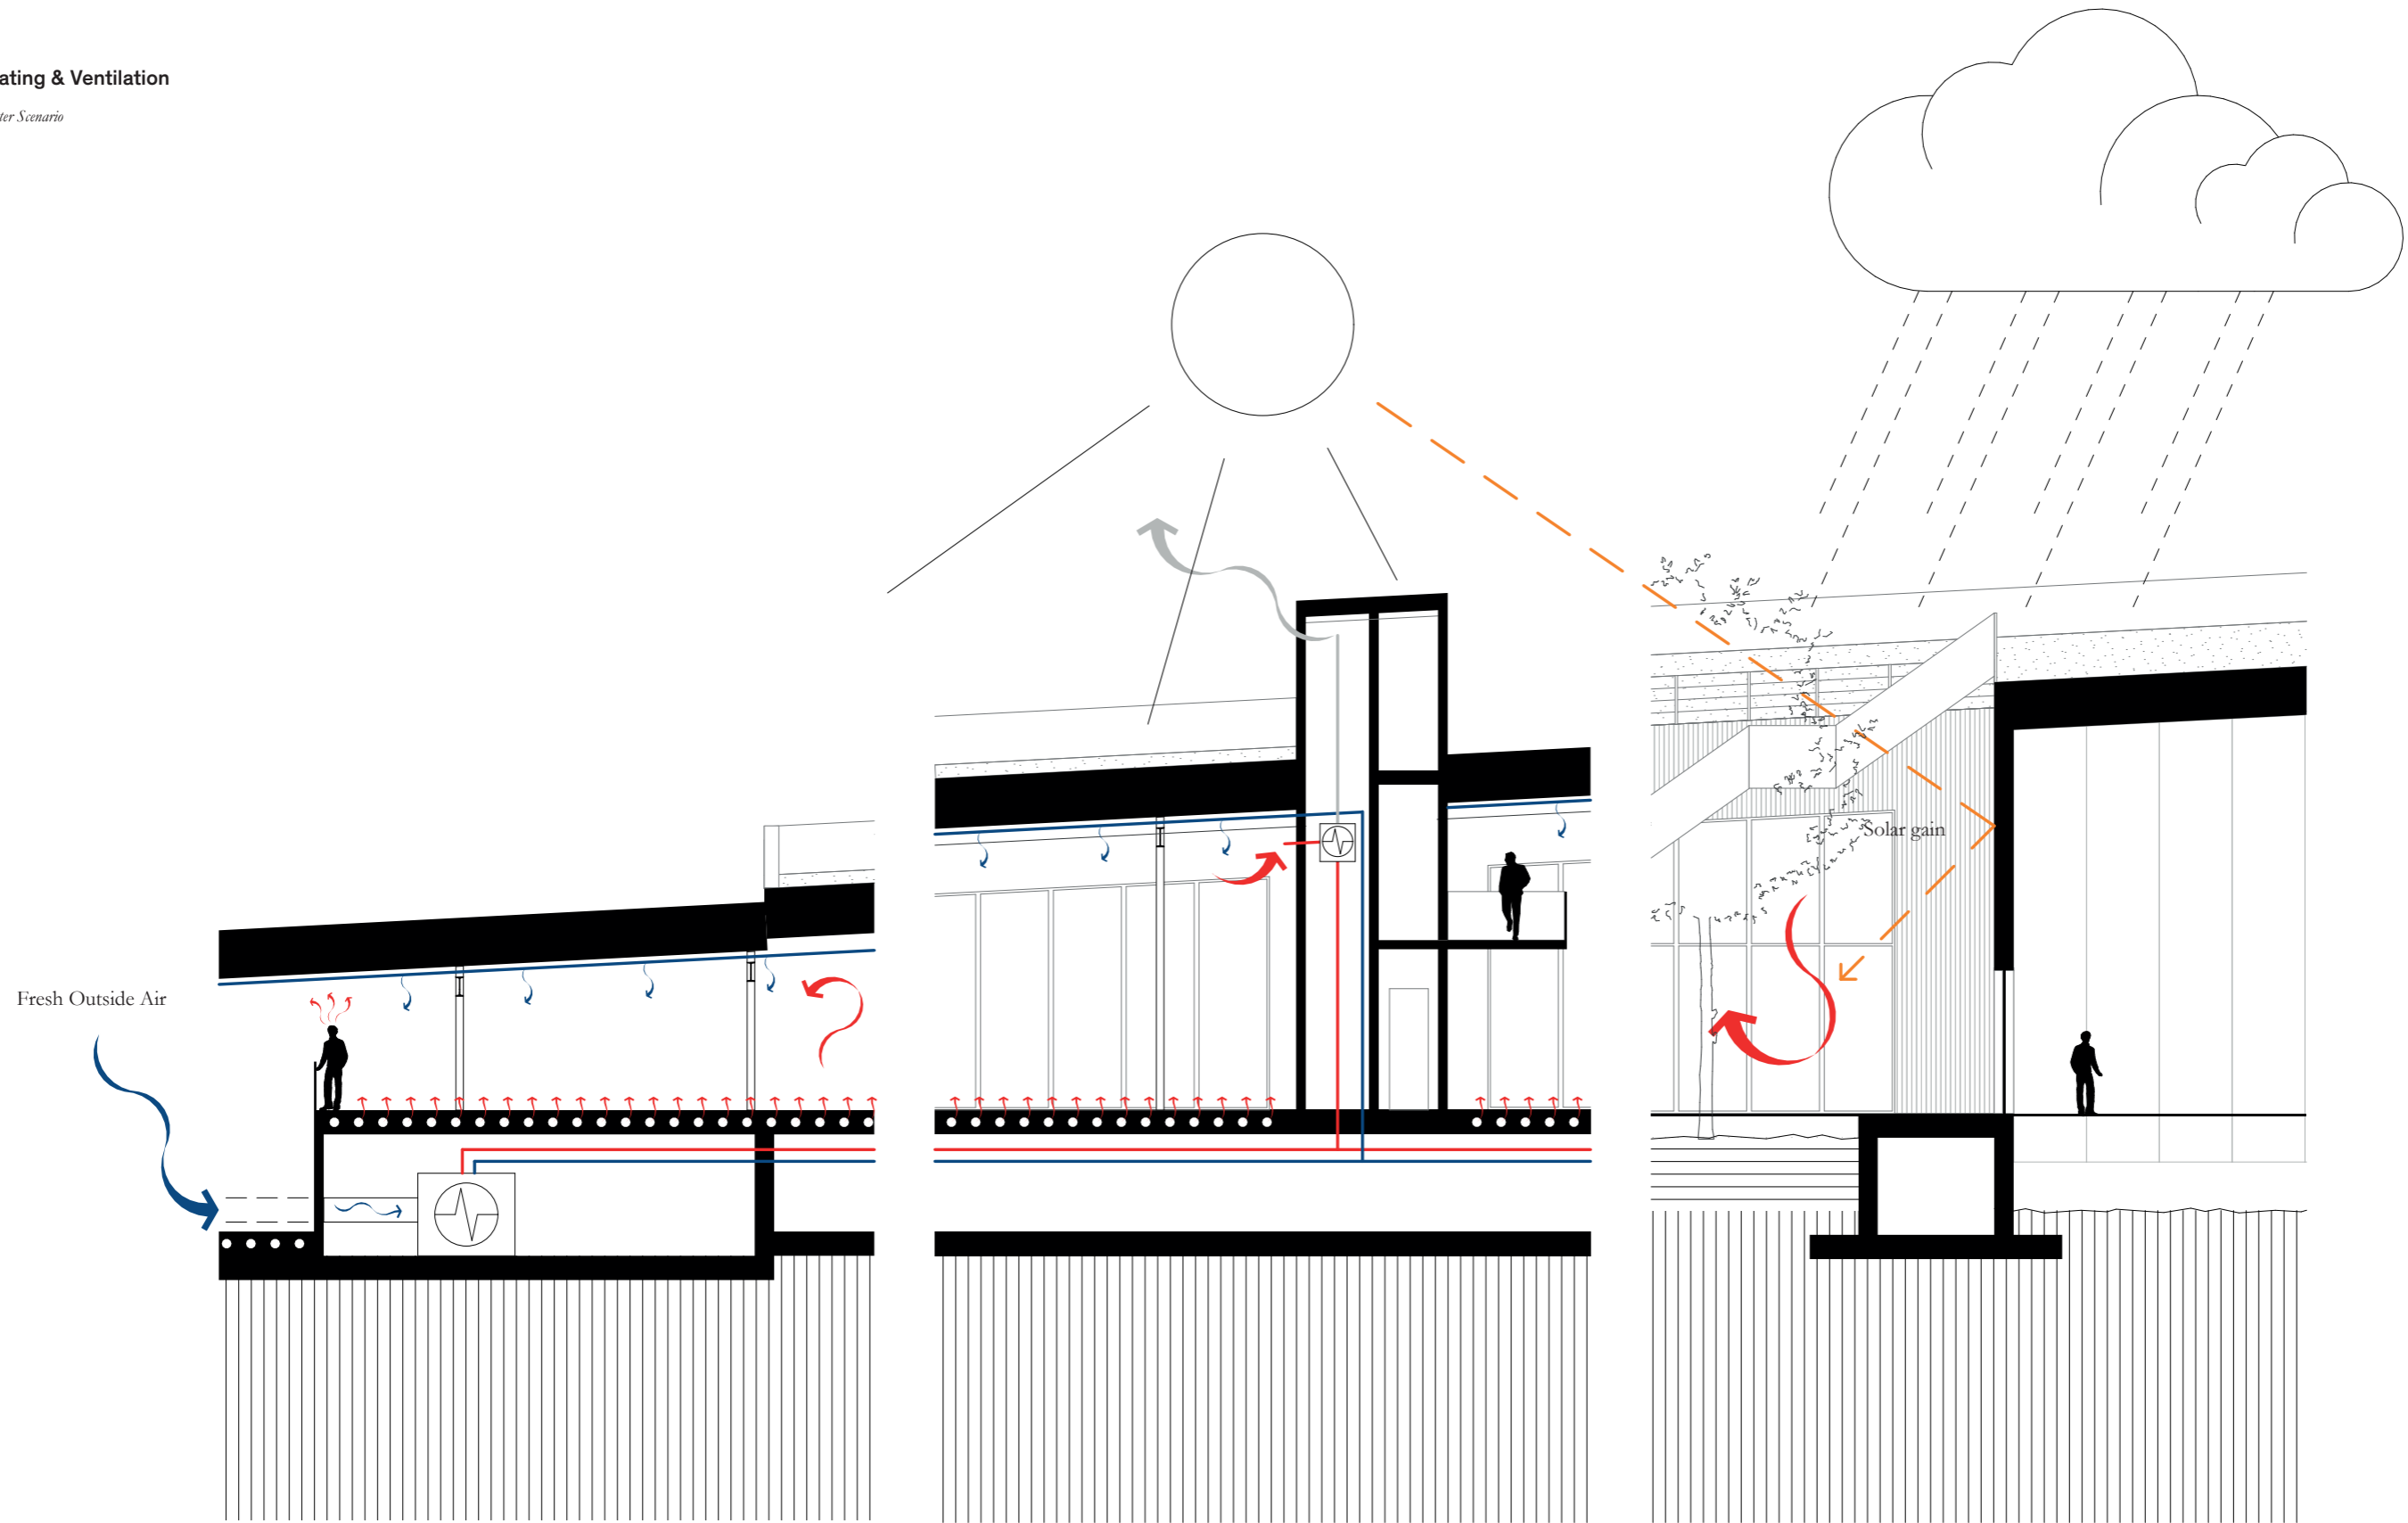 ating & Ventilation
ter Scenario
Solar gain
Fresh Outside Air